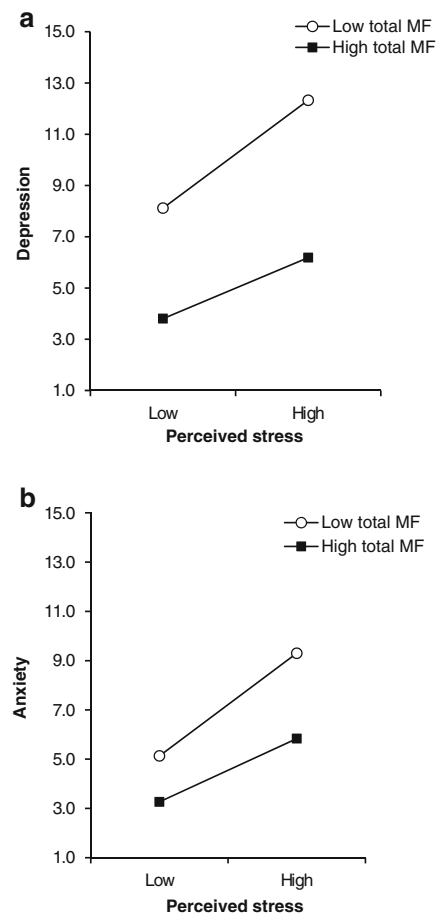 a
Low total MF
High total MF
15.0
13.0
11.0
9.0
7.0
5.0
3.0
1.0
Depression
Low High
Perceived stress
b
Low total MF
High total MF
15.0
13.0
11.0
9.0
7.0
5.0
3.0
1.0
Anxiety
Low High
Perceived stress